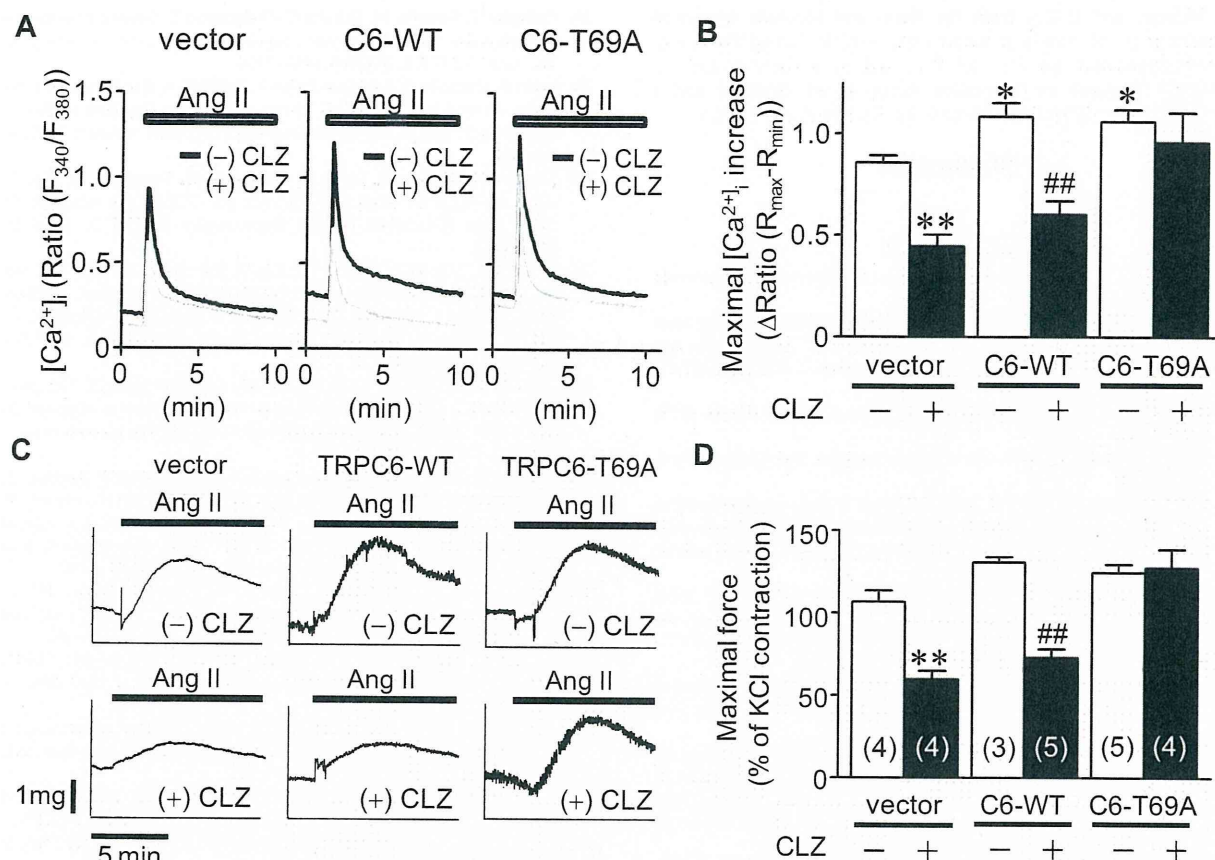 A
vector
C6-WT
C6-T69A
[Ca2+]i (Ratio (F340/F380))
1.5
1.0
0.5
0
Ang II
(−) CLZ
(+) CLZ
Ang II
(−) CLZ
(+) CLZ
Ang II
(−) CLZ
(+) CLZ
0 5 10
0 5 10
0 5 10
(min)
(min)
(min)
B
Maximal [Ca2+]i increase
(ΔRatio (Rmax-Rmin))
1.0
0.5
0
**
*
##
*
vector
C6-WT
C6-T69A
CLZ − + − + − +
C
vector
TRPC6-WT
TRPC6-T69A
Ang II
Ang II
Ang II
(−) CLZ
(−) CLZ
(−) CLZ
Ang II
Ang II
Ang II
(+) CLZ
(+) CLZ
(+) CLZ
1mg
5 min
D
Maximal force
(% of KCl contraction)
150
100
50
0
**
##
(4) (4) (3) (5) (5) (4)
vector
C6-WT
C6-T69A
CLZ − + − + − +